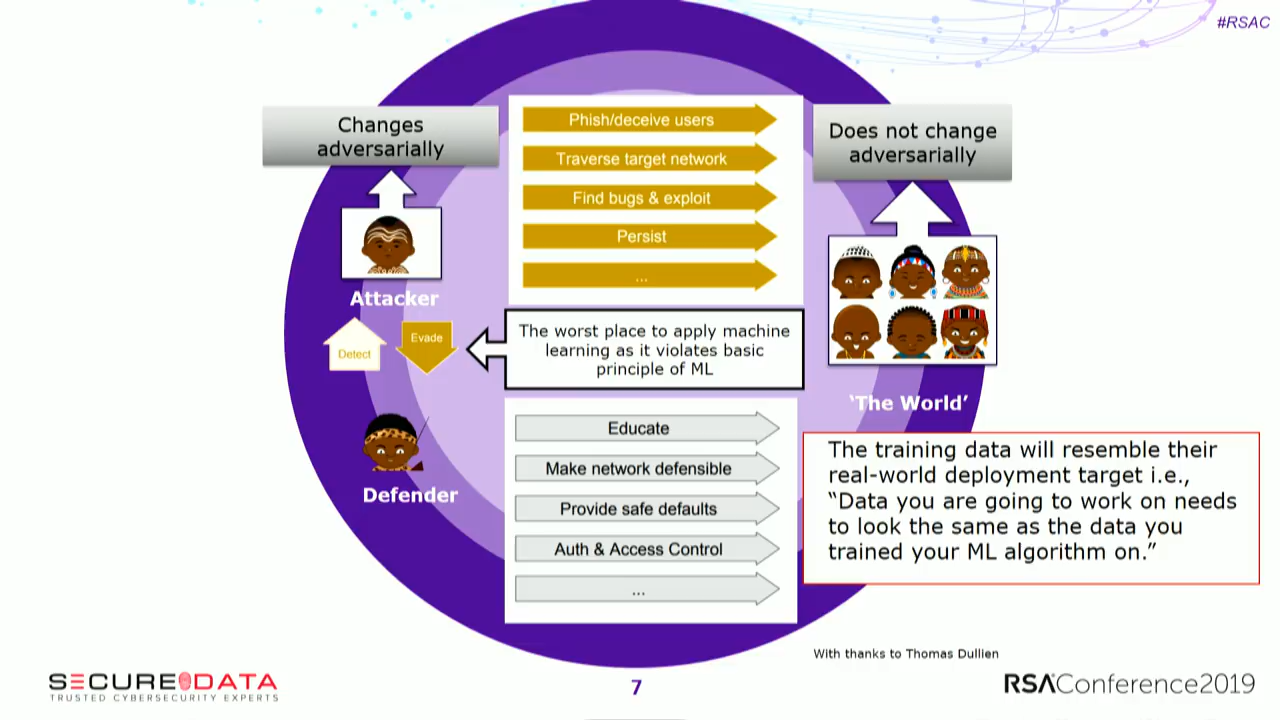 #RSAC
Changes
adversarially
Phish/deceive users
Traverse target network
Find bugs & exploit
Persist
...
Does not change
adversarially
Attacker
Detect
Evade
The worst place to apply machine
learning as it violates basic
principle of ML
'The World'
Defender
Educate
Make network defensible
Provide safe defaults
Auth & Access Control
...
The training data will resemble their
real-world deployment target i.e.,
“Data you are going to work on needs
to look the same as the data you
trained your ML algorithm on.”
With thanks to Thomas Dullien
SECUREDATA
TRUSTED CYBERSECURITY EXPERTS
7
RSAConference2019